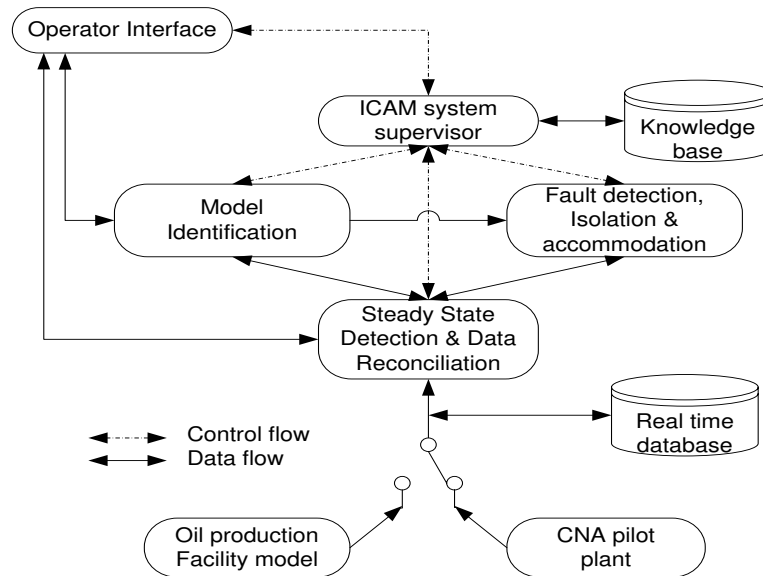 Operator Interface
ICAM system
supervisor
Knowledge
base
Model
Identification
Fault detection,
Isolation &
accommodation
Steady State
Detection & Data
Reconciliation
Real time
database
Control flow
Data flow
Oil production
Facility model
CNA pilot
plant